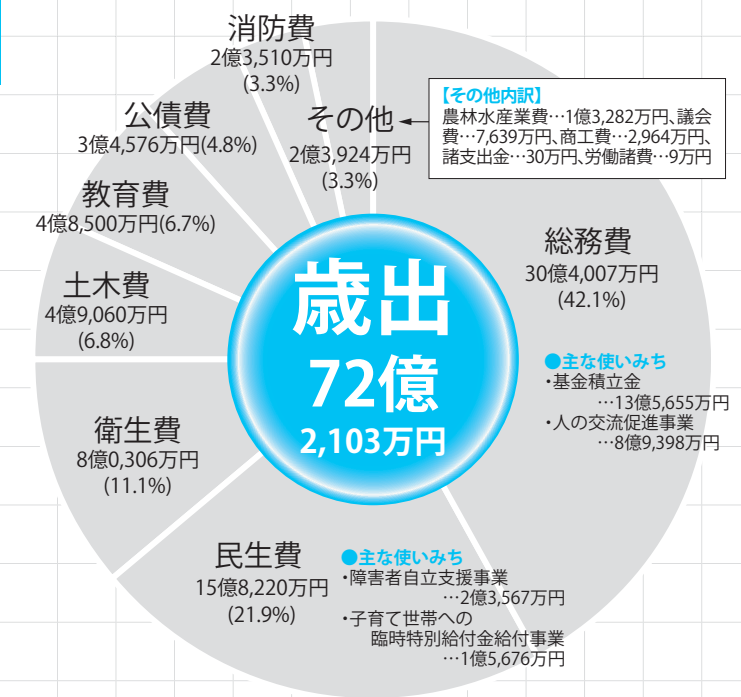 消防費
2億3,510万円
(3.3%)
その他
2億3,924万円
(3.3%)
【その他内訳】
農林水産業費…1億3,282万円、議会
費…7,639万円、商工費…2,964万円、
諸支出金…30万円、労働諸費…9万円
公債費
3億4,576万円(4.8%)
教育費
4億8,500万円(6.7%)
土木費
4億9,060万円
(6.8%)
衛生費
8億0,306万円
(11.1%)
歳出
72億
2,103万円
総務費
30億4,007万円
(42.1%)
●主な使いみち
・基金積立金
…13億5,655万円
・人の交流促進事業
…8億9,398万円
民生費
15億8,220万円
(21.9%)
●主な使いみち
・障害者自立支援事業
…2億3,567万円
・子育て世帯への
臨時特別給付金給付事業
…1億5,676万円